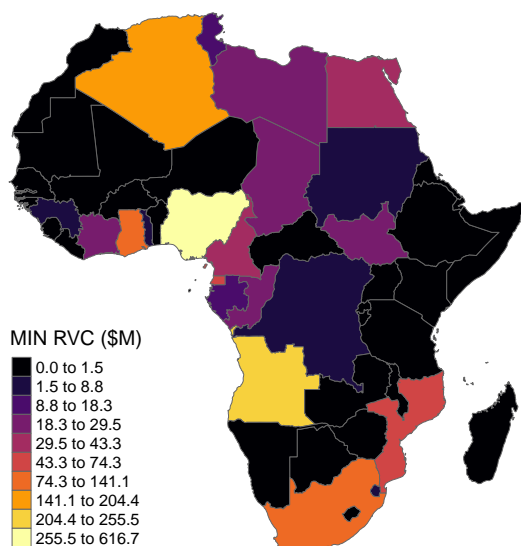 MIN RVC ($M)
0.0 to 1.5
1.5 to 8.8
8.8 to 18.3
18.3 to 29.5
29.5 to 43.3
43.3 to 74.3
74.3 to 141.1
141.1 to 204.4
204.4 to 255.5
255.5 to 616.7